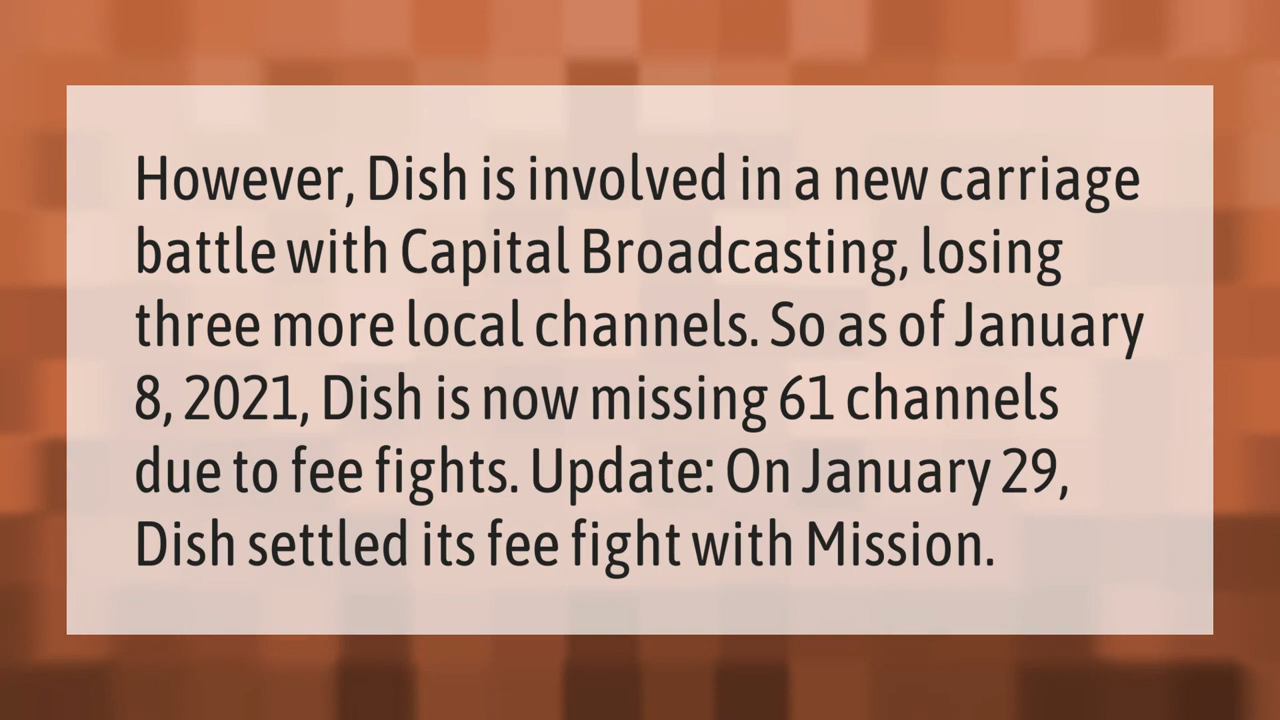 However, Dish is involved in a new carriage
battle with Capital Broadcasting, losing
three more local channels. So as of January
8, 2021, Dish is now missing 61 channels
due to fee fights. Update: On January 29,
Dish settled its fee fight with Mission.